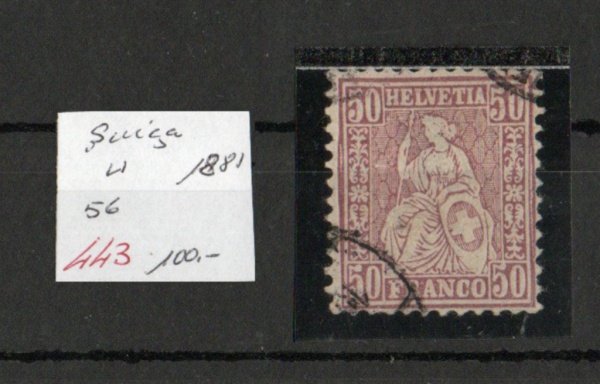 Suiça
U 1881
56
443 100.-
50 HELVETIA 50
50 FRANCO 50